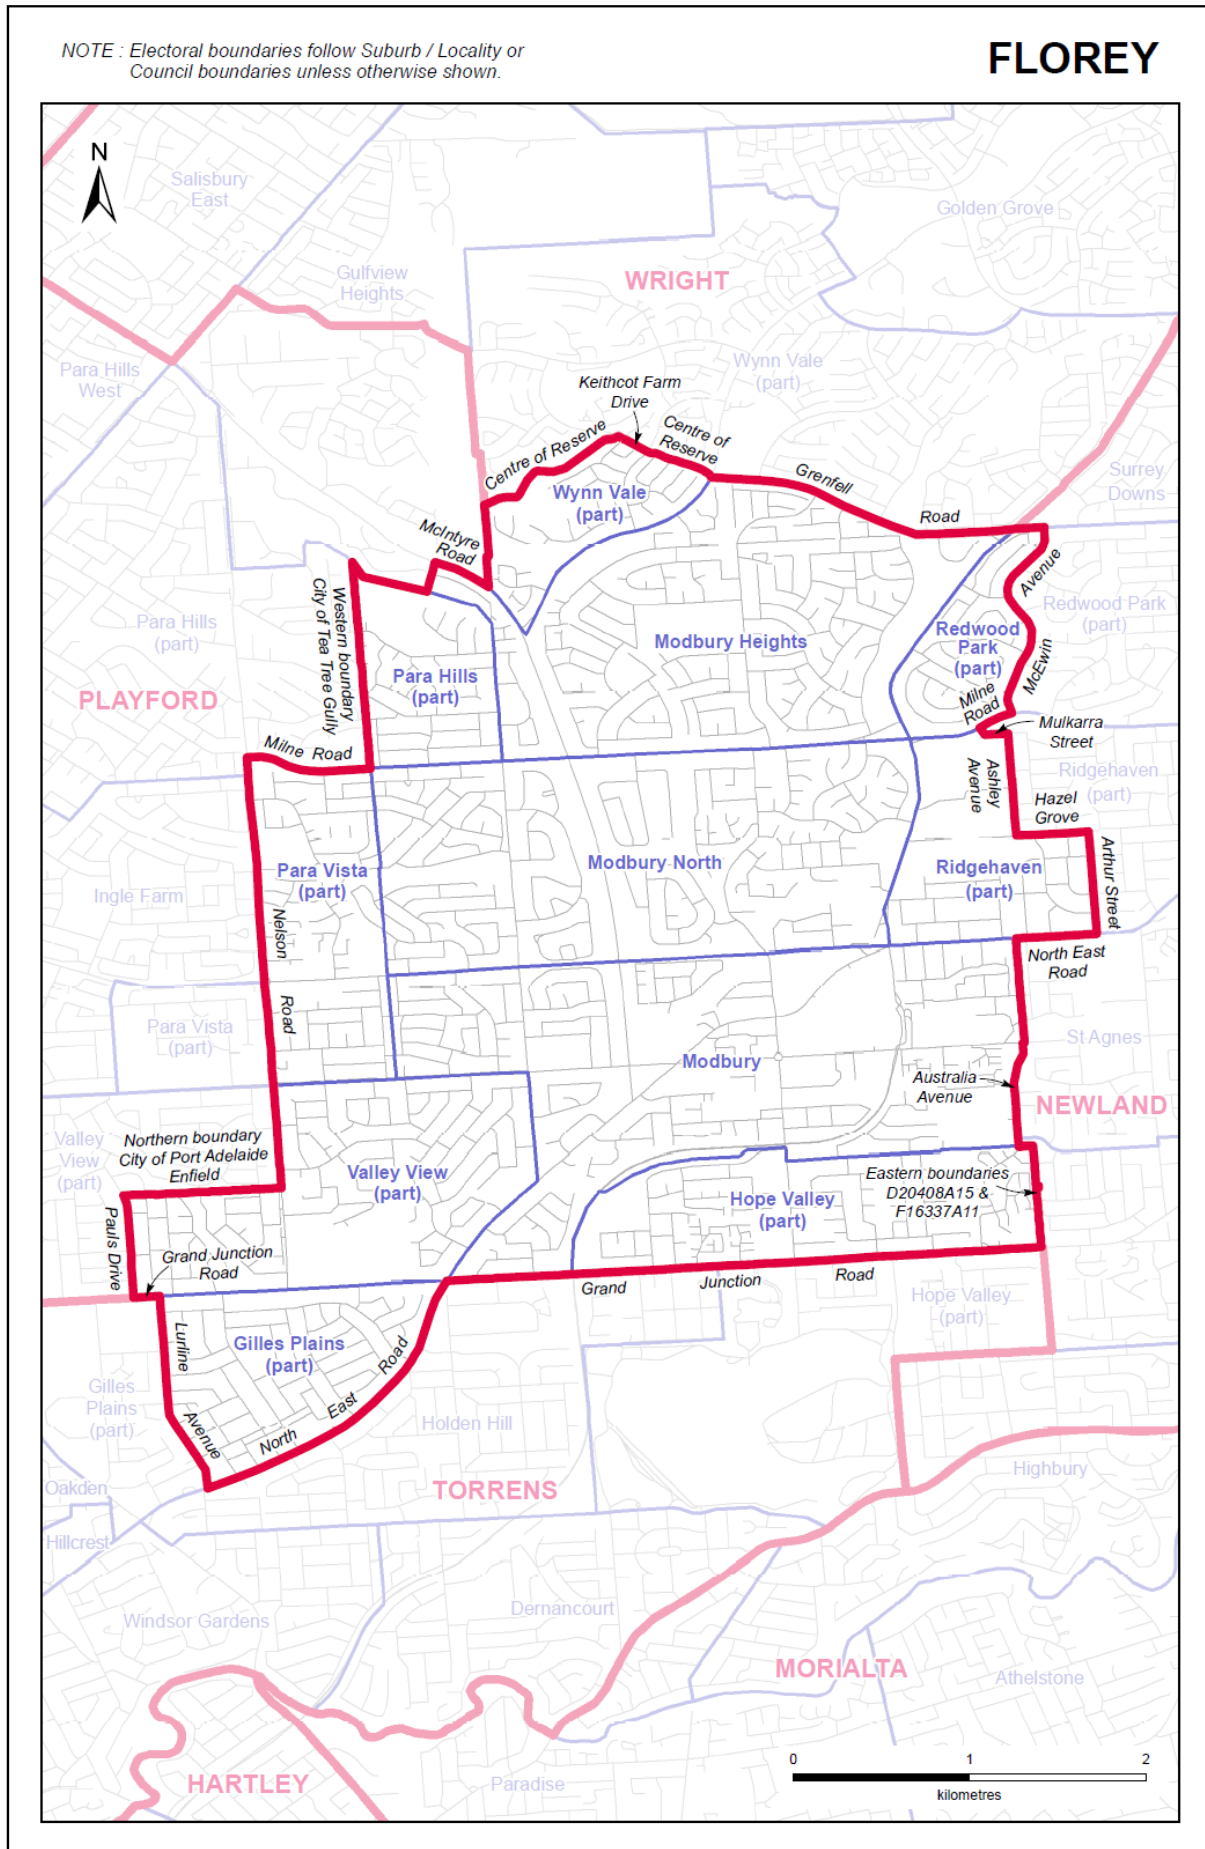 NOTE : Electoral boundaries follow Suburb / Locality or
Council boundaries unless otherwise shown.
FLOREY
N
Salisbury
East
Golden Grove
Gulfview
Heights
WRIGHT
Para Hills
West
Wynn Vale
(part)
Keithcot Farm
Drive
Centre of Reserve
Centre of
Reserve
Grenfell
Road
Surrey
Downs
Wynn Vale
(part)
McIntyre
Road
Avenue
Western boundary
City of Tea Tree Gully
Para Hills
(part)
Redwood Park
(part)
Modbury Heights
Redwood
Park
(part)
McEwin
Para Hills
(part)
PLAYFORD
Milne
Road
Mulkarra
Street
Milne Road
Ashley
Avenue
Ridgehaven
(part)
Hazel
Grove
Para Vista
(part)
Modbury North
Ridgehaven
(part)
Arthur Street
Ingle Farm
Nelson
Road
North East
Road
Para Vista
(part)
St Agnes
Modbury
Australia
Avenue
NEWLAND
Valley
View
(part)
Northern boundary
City of Port Adelaide
Enfield
Valley View
(part)
Hope Valley
(part)
Eastern boundaries
D20408A15 &
F16337A11
Pauls Drive
Grand Junction
Road
Grand
Junction
Road
Hope Valley
(part)
Lurline
Avenue
Gilles Plains
(part)
North
East
Road
Gilles
Plains
(part)
Holden Hill
Oakden
TORRENS
Highbury
Hillcrest
Windsor Gardens
Dernancourt
MORIALTA
Athelstone
HARTLEY
Paradise
0
1
2
kilometres